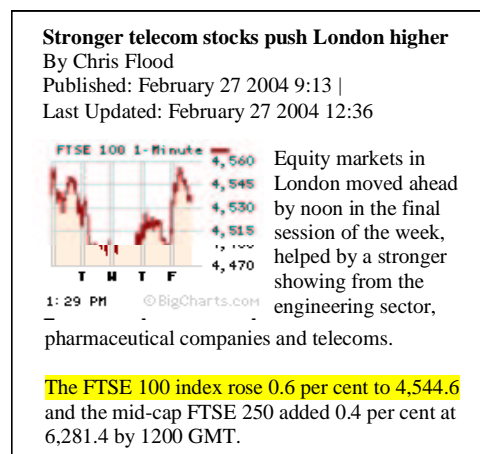 Stronger telecom stocks push London higher
By Chris Flood
Published: February 27 2004 9:13 |
Last Updated: February 27 2004 12:36
FTSE 100 1-Minute
4,560
4,545
4,530
4,515
4,470
T W T F
1:29 PM ©BigCharts.com
Equity markets in
London moved ahead
by noon in the final
session of the week,
helped by a stronger
showing from the
engineering sector,
pharmaceutical companies and telecoms.
The FTSE 100 index rose 0.6 per cent to 4,544.6
and the mid-cap FTSE 250 added 0.4 per cent at
6,281.4 by 1200 GMT.